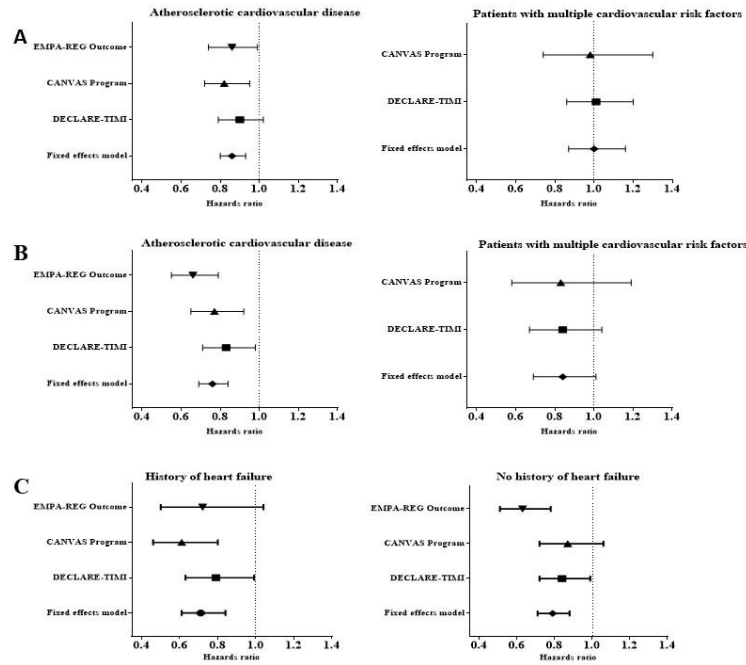 A
Atherosclerotic cardiovascular disease
EMPA-REG Outcome
CANVAS Program
DECLARE-TIMI
Fixed effects model
0.4 0.6 0.8 1.0 1.2 1.4
Hazards ratio
Patients with multiple cardiovascular risk factors
CANVAS Program
DECLARE-TIMI
Fixed effects model
0.4 0.6 0.8 1.0 1.2 1.4
Hazards ratio
B
Atherosclerotic cardiovascular disease
EMPA-REG Outcome
CANVAS Program
DECLARE-TIMI
Fixed effects model
0.4 0.6 0.8 1.0 1.2 1.4
Hazards ratio
Patients with multiple cardiovascular risk factors
CANVAS Program
DECLARE-TIMI
Fixed effects model
0.4 0.6 0.8 1.0 1.2 1.4
Hazards ratio
C
History of heart failure
EMPA-REG Outcome
CANVAS Program
DECLARE-TIMI
Fixed effects model
0.4 0.6 0.8 1.0 1.2 1.4
Hazards ratio
No history of heart failure
EMPA-REG Outcome
CANVAS Program
DECLARE-TIMI
Fixed effects model
0.4 0.6 0.8 1.0 1.2 1.4
Hazards ratio